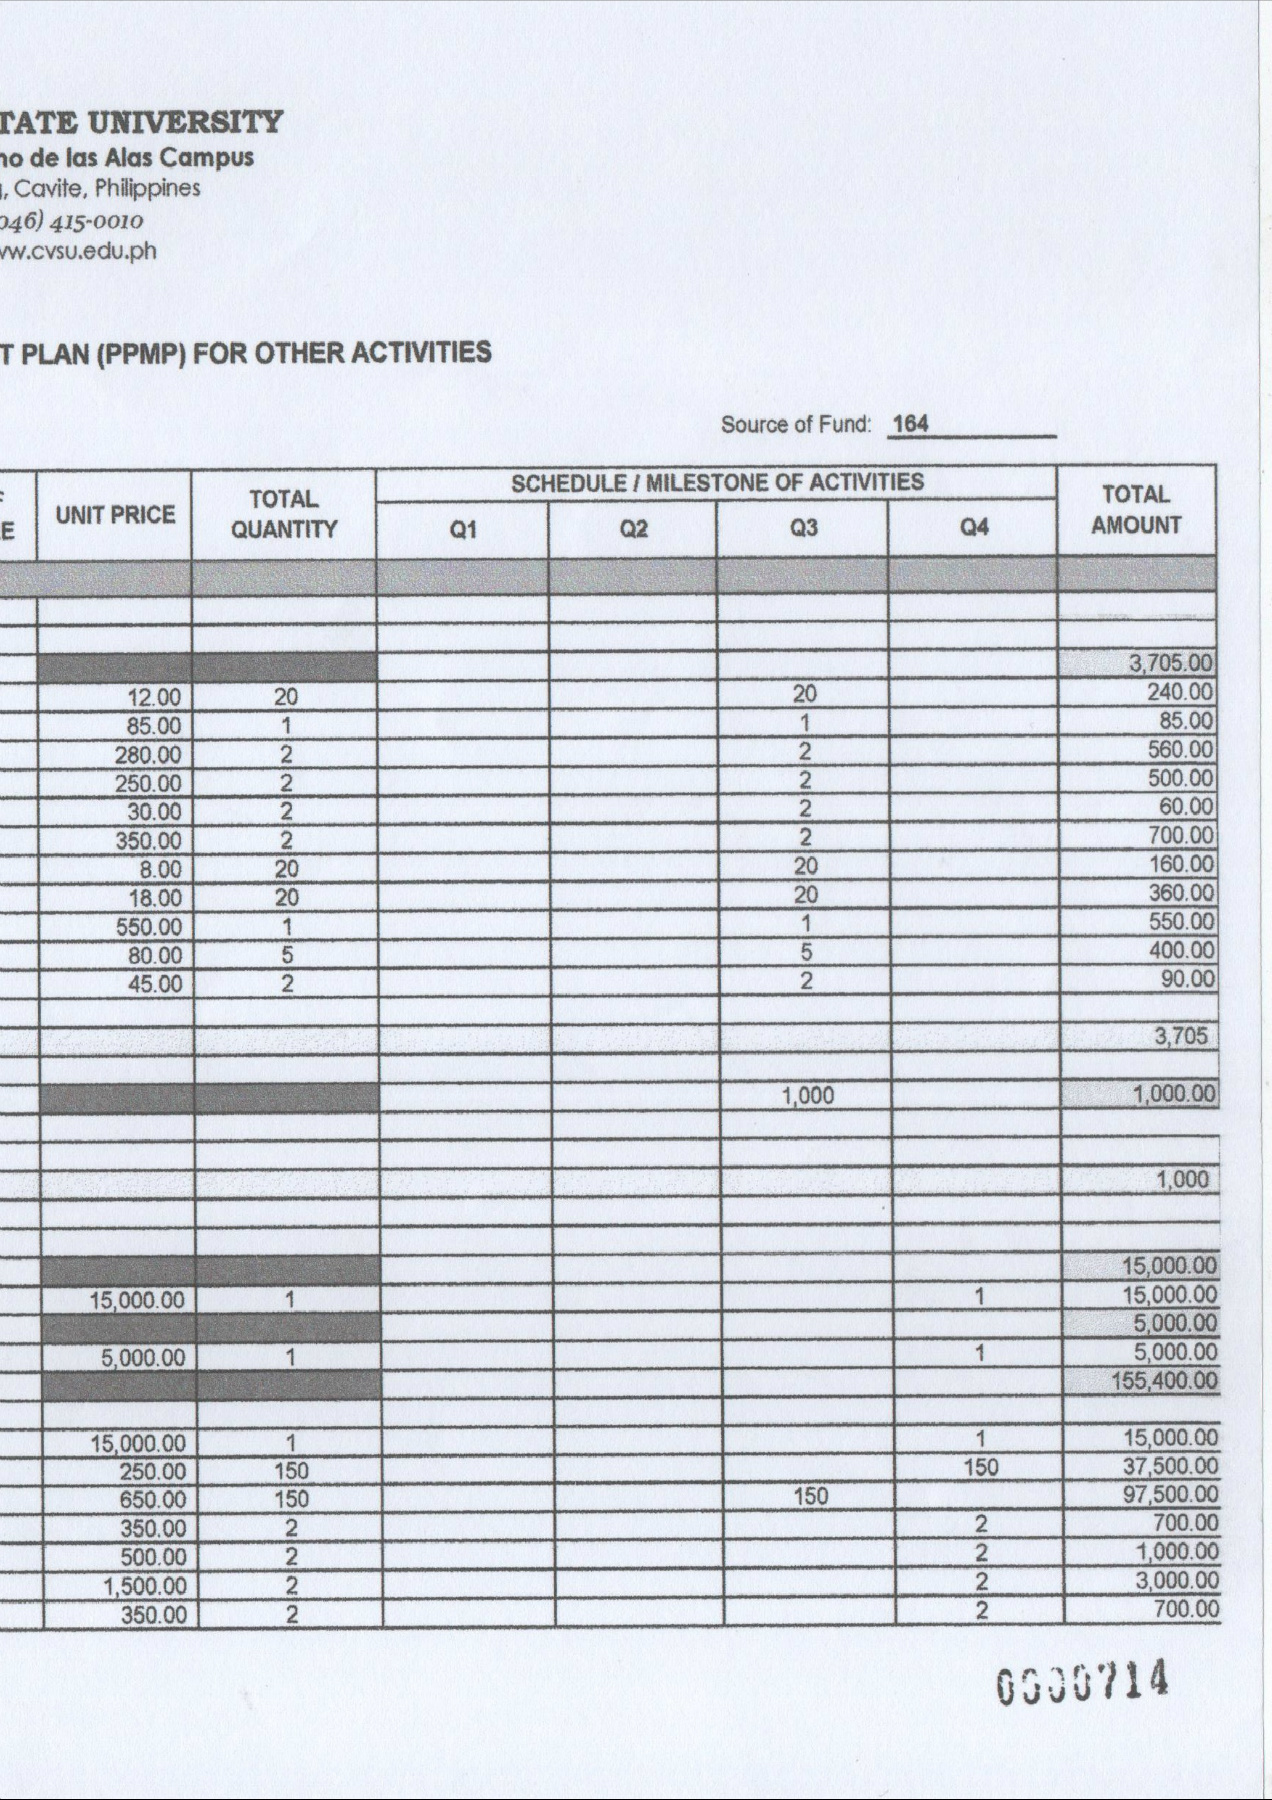 TATE UNIVERSITY
no de las Alas Campus
, Cavite, Philippines
046) 415-0010
vw.cvsu.edu.ph
T PLAN (PPMP) FOR OTHER ACTIVITIES
Source of Fund: 164
E UNIT PRICE TOTAL QUANTITY SCHEDULE / MILESTONE OF ACTIVITIES TOTAL AMOUNT
Q1 Q2 Q3 Q4
3,705.00
12.00 20 20 240.00
85.00 1 1 85.00
280.00 2 2 560.00
250.00 2 2 500.00
30.00 2 2 60.00
350.00 2 2 700.00
8.00 20 20 160.00
18.00 20 20 360.00
550.00 1 1 550.00
80.00 5 5 400.00
45.00 2 2 90.00
3,705
1,000 1,000.00
1,000
15,000.00
15,000.00 1 1 15,000.00
5,000.00
5,000.00 1 1 5,000.00
155,400.00
15,000.00 1 1 15,000.00
250.00 150 150 37,500.00
650.00 150 150 97,500.00
350.00 2 2 700.00
500.00 2 2 1,000.00
1,500.00 2 2 3,000.00
350.00 2 2 700.00
0000714